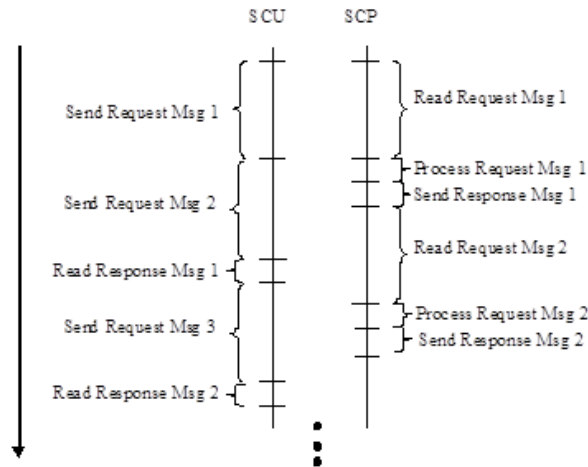 SCU SCP
Send Request Msg 1
Read Request Msg 1
Process Request Msg 1
Send Request Msg 2
Send Response Msg 1
Read Request Msg 2
Read Response Msg 1
Process Request Msg 2
Send Request Msg 3
Send Response Msg 2
Read Response Msg 2